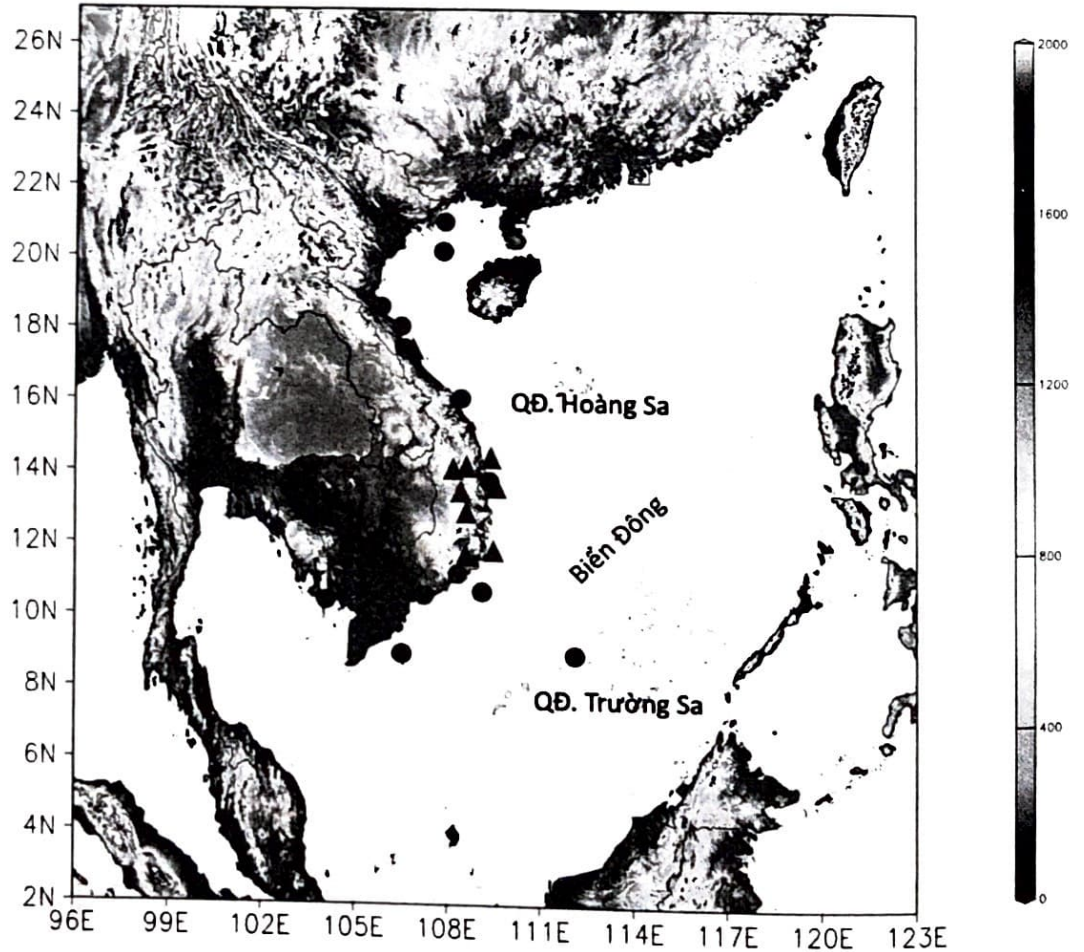 26N
24N
22N
20N
18N
16N
14N
12N
10N
8N
6N
4N
2N
96E
99E
102E
105E
108E
111E
114E
117E
120E
123E
QĐ. Hoàng Sa
Biển Đông
QĐ. Trường Sa
2000
1600
1200
800
400
0